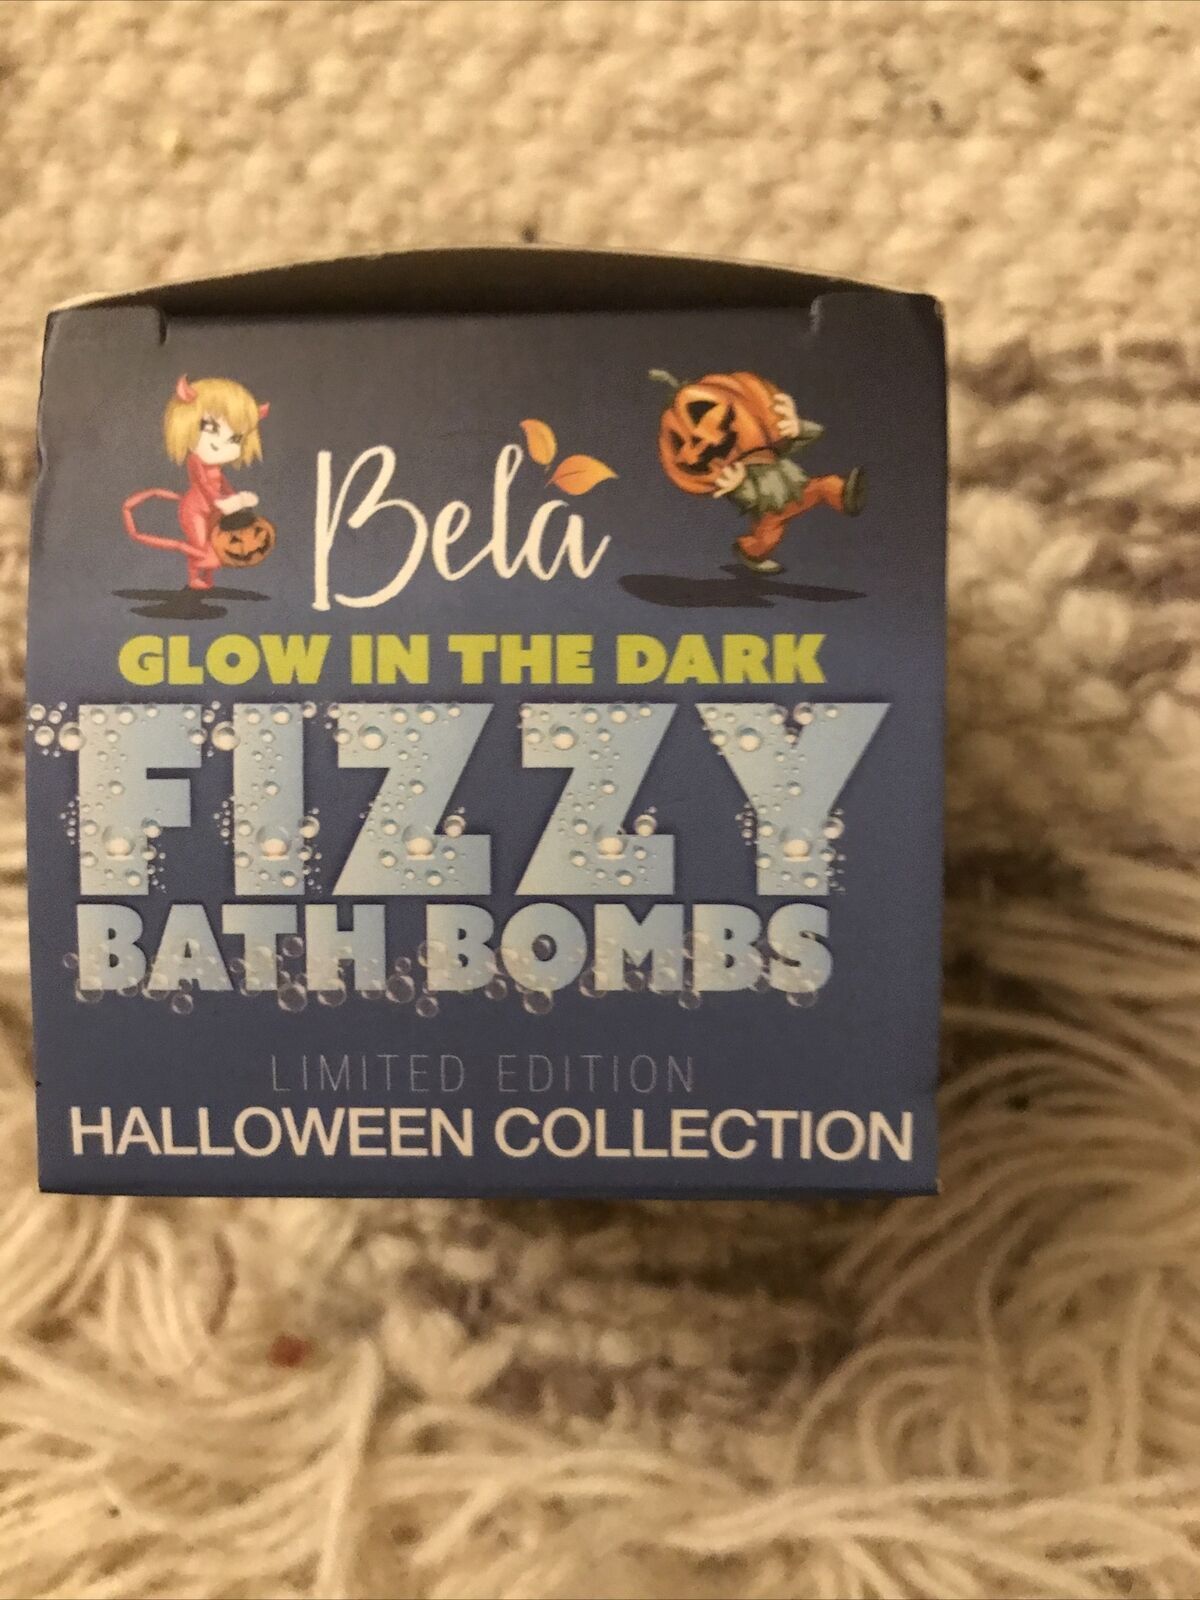 Bela
GLOW IN THE DARK
FIZZY
BATH BOMBS
LIMITED EDITION
HALLOWEEN COLLECTION